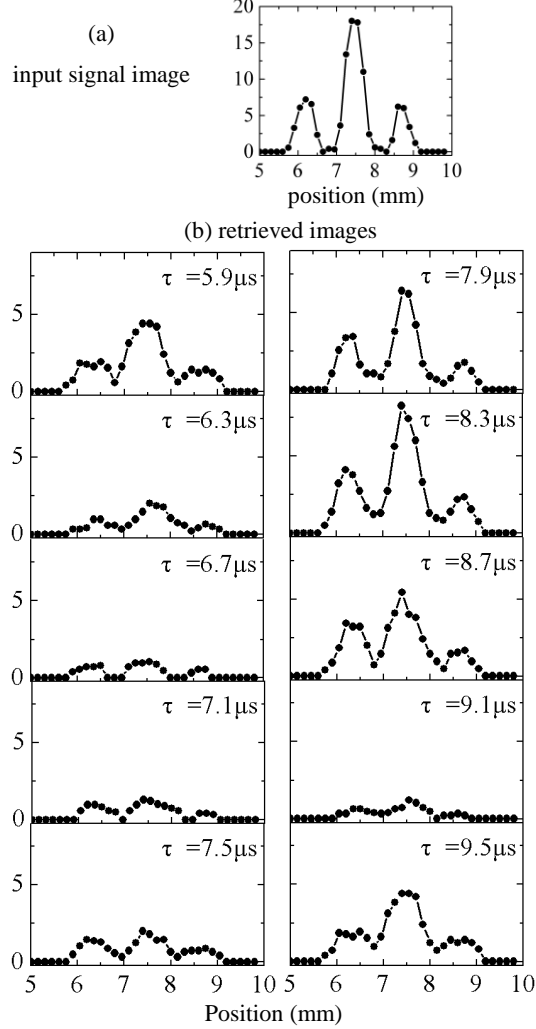 (a)
input signal image
20
15
10
5
0
5 6 7 8 9 10
position (mm)
(b) retrieved images
τ =5.9μs
5
0
τ =6.3μs
5
0
τ =6.7μs
5
0
τ =7.1μs
5
0
τ =7.5μs
5
0
5 6 7 8 9 10
τ =7.9μs
τ =8.3μs
τ =8.7μs
τ =9.1μs
τ =9.5μs
5 6 7 8 9 10
Position (mm)